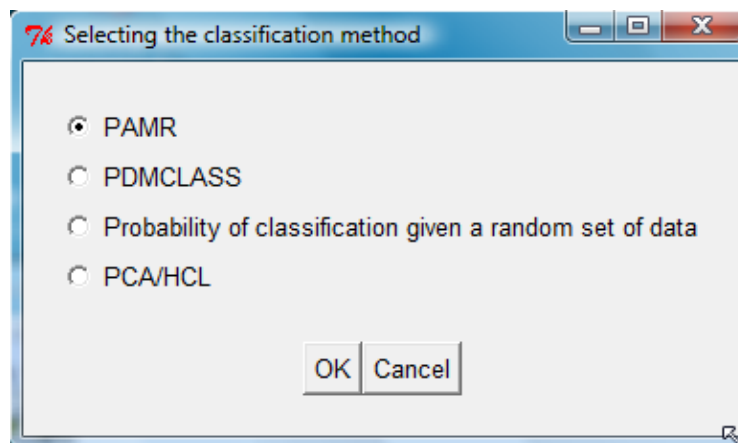 Selecting the classification method
PAMR
PDMCLASS
Probability of classification given a random set of data
PCA/HCL
OK Cancel